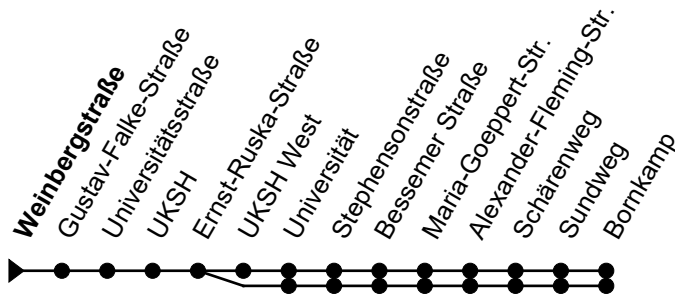 Weinbergstraße
Gustav-Falke-Straße
Universitätsstraße
UKSH
Ernst-Ruska-Straße
UKSH West
Universität
Stephensonstraße
Bessemer Straße
Maria-Goeppert-Str.
Alexander-Fleming-Str.
Schärenweg
Sundweg
Bornkamp